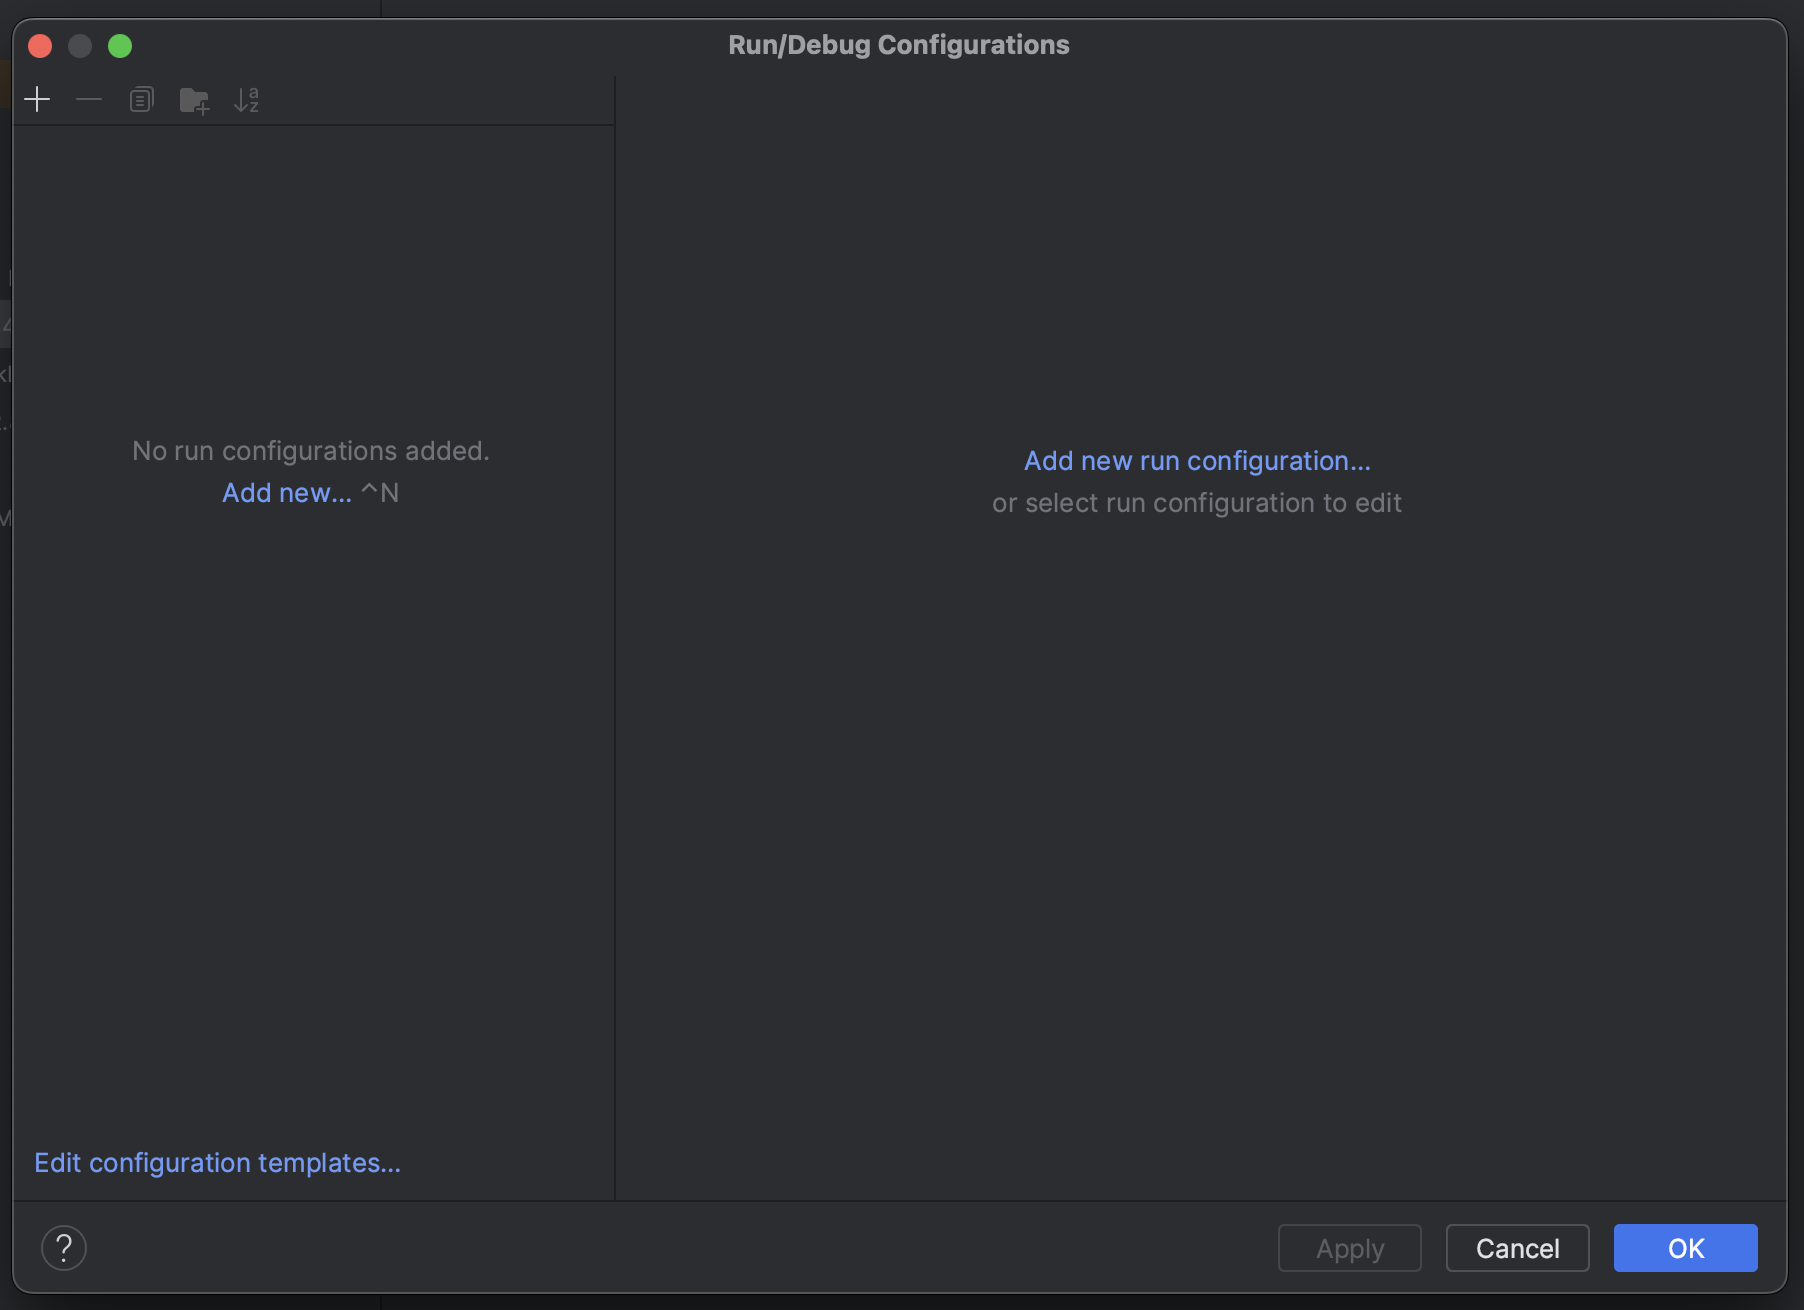 Run/Debug Configurations
No run configurations added.
Add new... ^N
Add new run configuration...
or select run configuration to edit
Edit configuration templates...
?
Apply
Cancel
OK